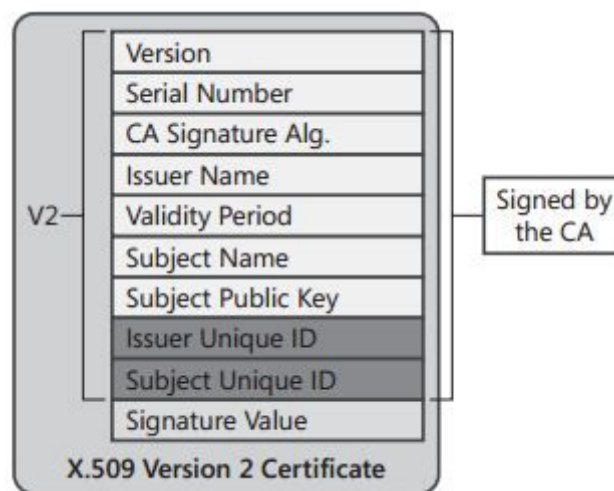 Version
Serial Number
CA Signature Alg.
Issuer Name
Validity Period
V2
Subject Name
Subject Public Key
Issuer Unique ID
Subject Unique ID
Signature Value
Signed by
the CA
X.509 Version 2 Certificate